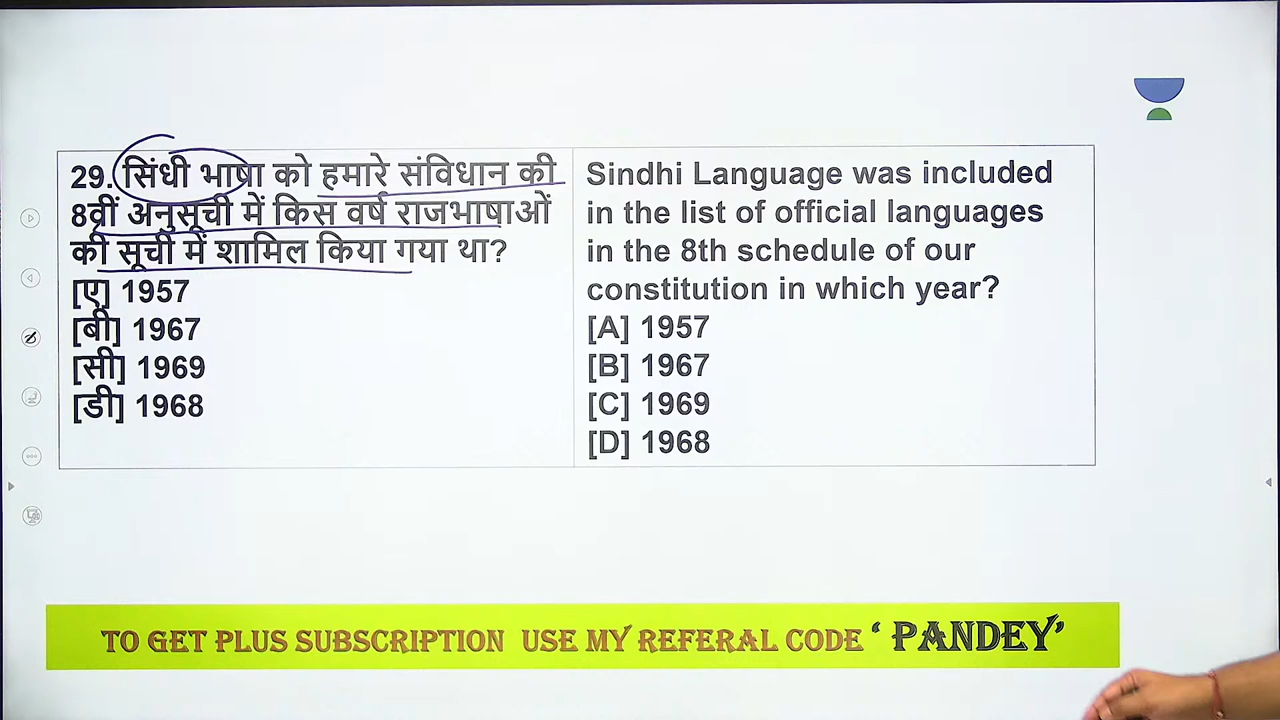 29. सिंधी भाषा को हमारे संविधान की
8वीं अनुसूची में किस वर्ष राजभाषाओं
की सूची में शामिल किया गया था?
[ए] 1957
[बी] 1967
[सी] 1969
[डी] 1968
Sindhi Language was included
in the list of official languages
in the 8th schedule of our
constitution in which year?
[A] 1957
[B] 1967
[C] 1969
[D] 1968
TO GET PLUS SUBSCRIPTION USE MY REFERAL CODE ‘ PANDEY’